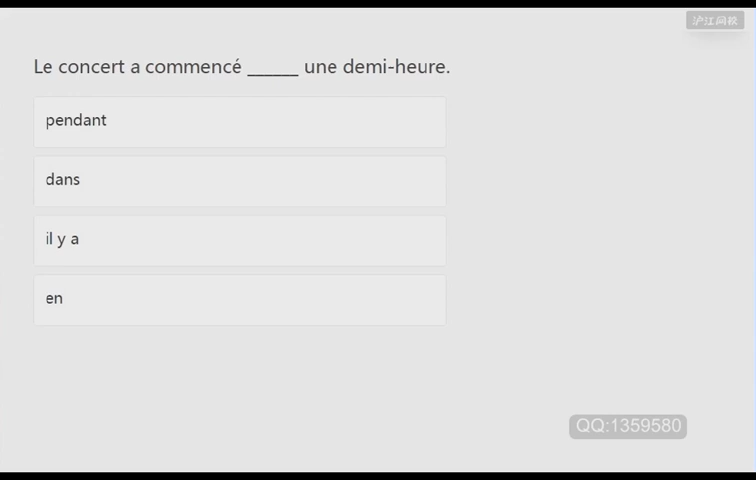 沪江网校
Le concert a commencé ______ une demi-heure.
pendant
dans
il y a
en
QQ:1359580